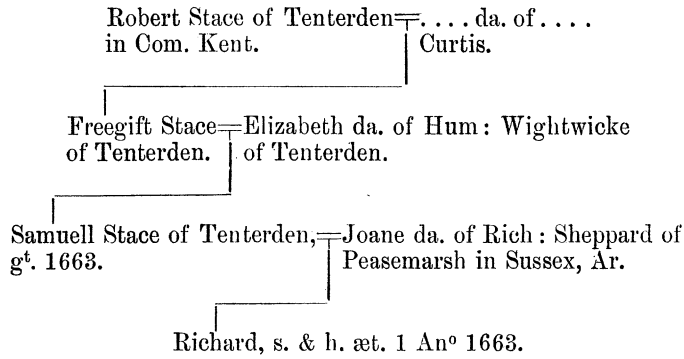 Robert Stace of Tenterden=. . . . da. of . . . .
in Com. Kent. Curtis.
Freegift Stace=Elizabeth da. of Hum: Wightwicke
of Tenterden. of Tenterden.
Samuell Stace of Tenterden,=Joane da. of Rich: Sheppard of
gᵗ. 1663. Peasemarsh in Sussex, Ar.
Richard, s. & h. æt. 1 Anº 1663.